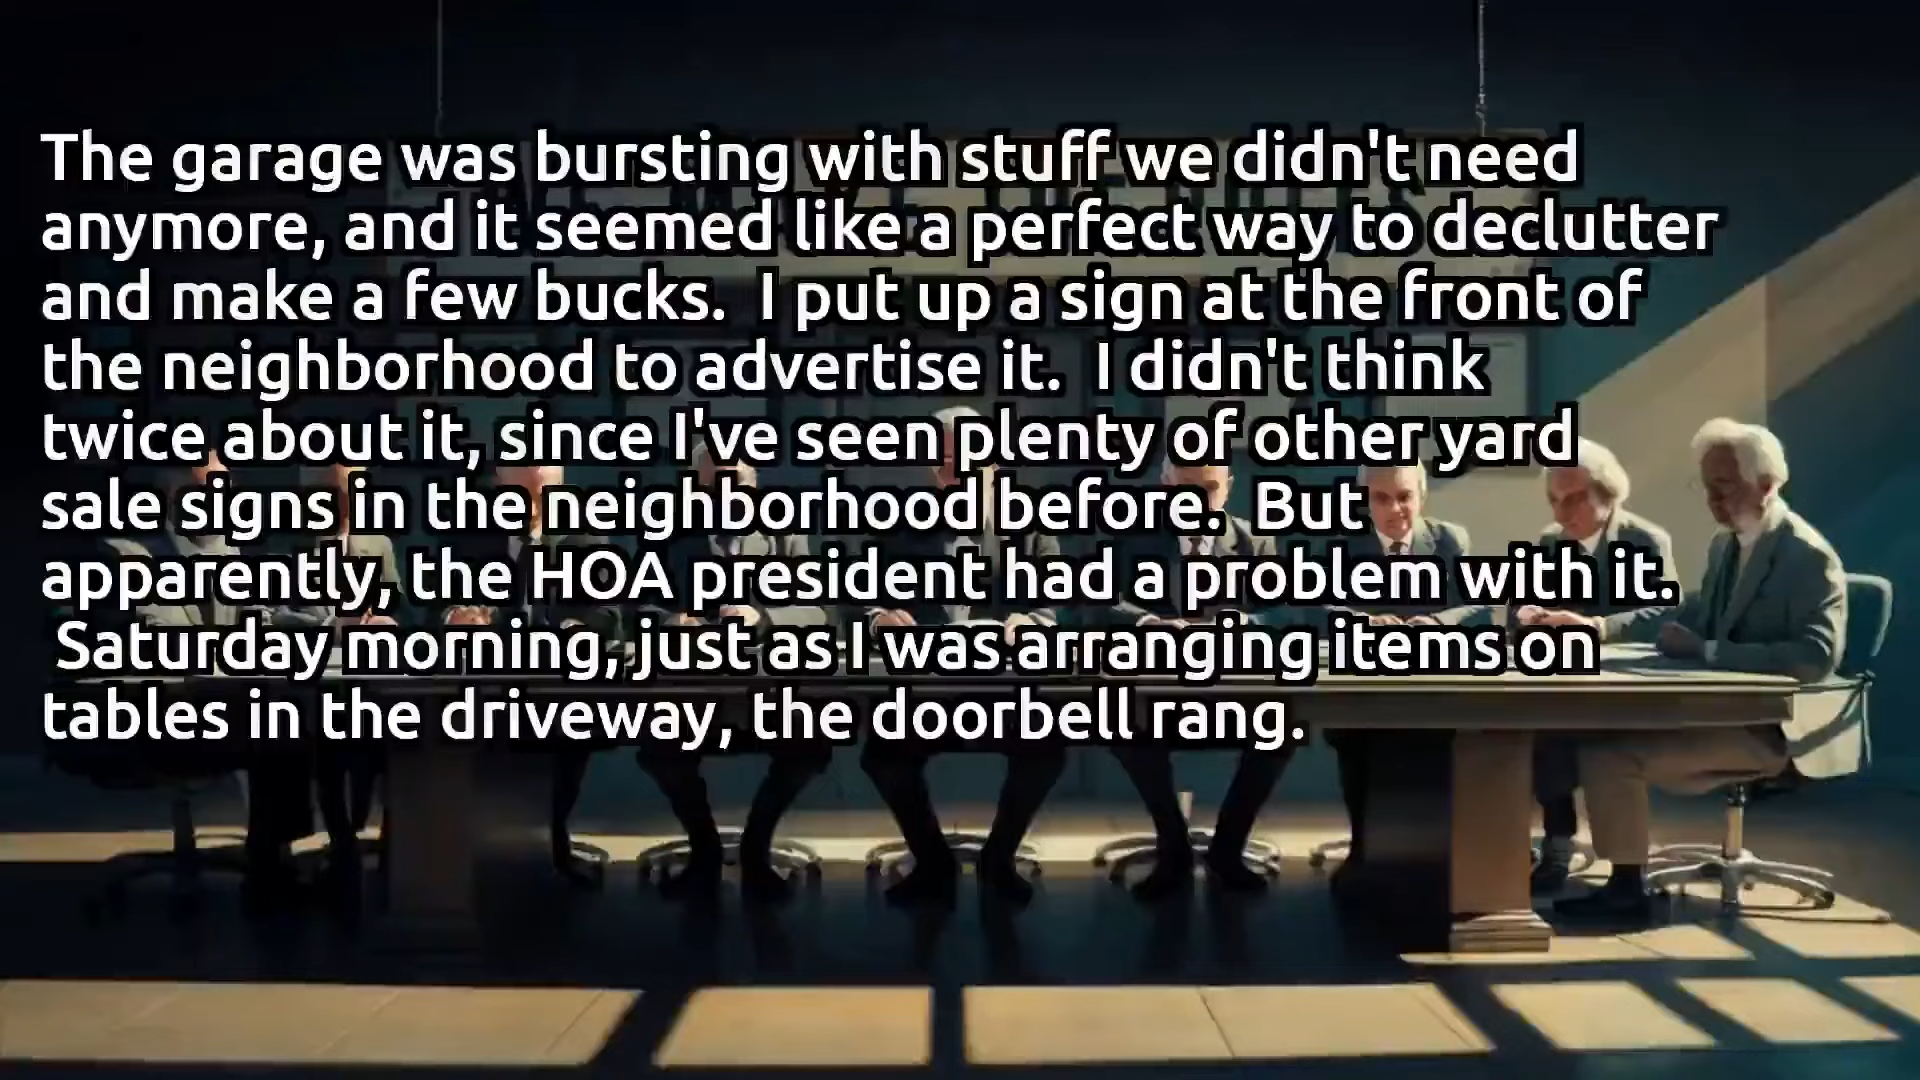 The garage was bursting with stuff we didn't need
anymore, and it seemed like a perfect way to declutter
and make a few bucks.  I put up a sign at the front of
the neighborhood to advertise it.  I didn't think
twice about it, since I've seen plenty of other yard
sale signs in the neighborhood before.  But
apparently, the HOA president had a problem with it.
Saturday morning, just as I was arranging items on
tables in the driveway, the doorbell rang.